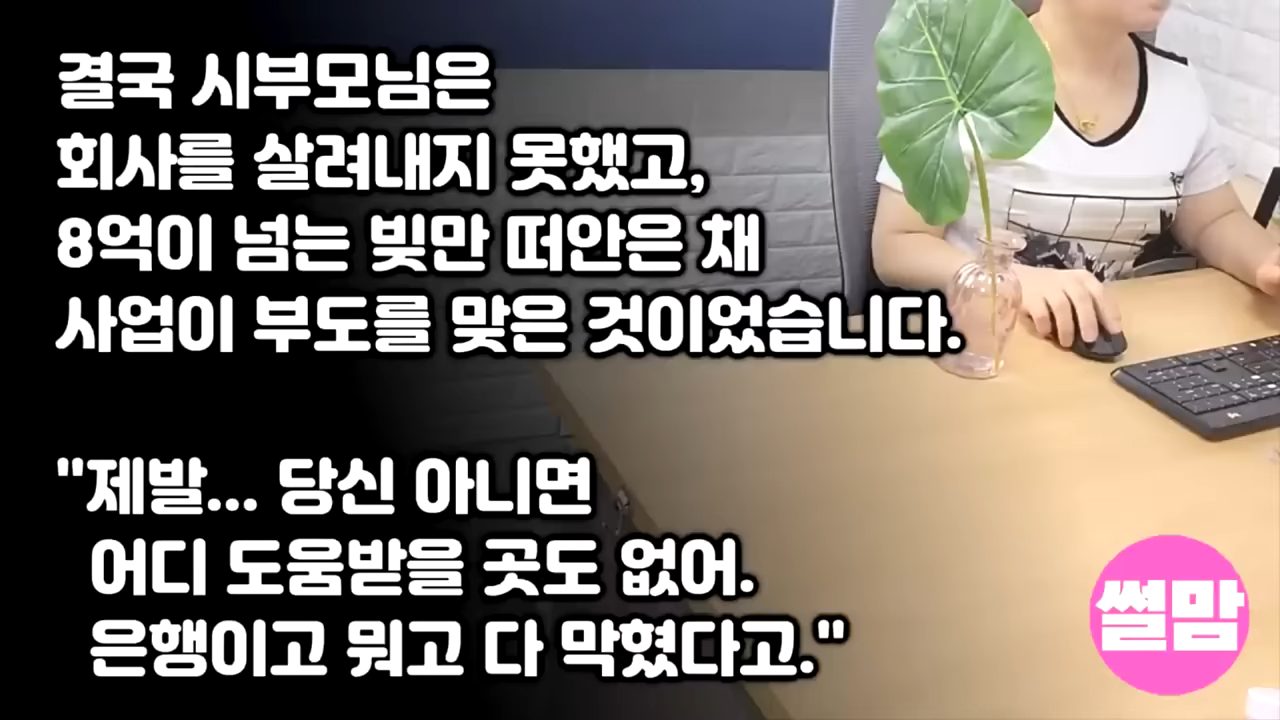 결국 시부모님은
회사를 살려내지 못했고,
8억이 넘는 빚만 떠안은 채
사업이 부도를 맞은 것이었습니다.
"제발... 당신 아니면
어디 도움받을 곳도 없어.
은행이고 뭐고 다 막혔다고."
썰맘